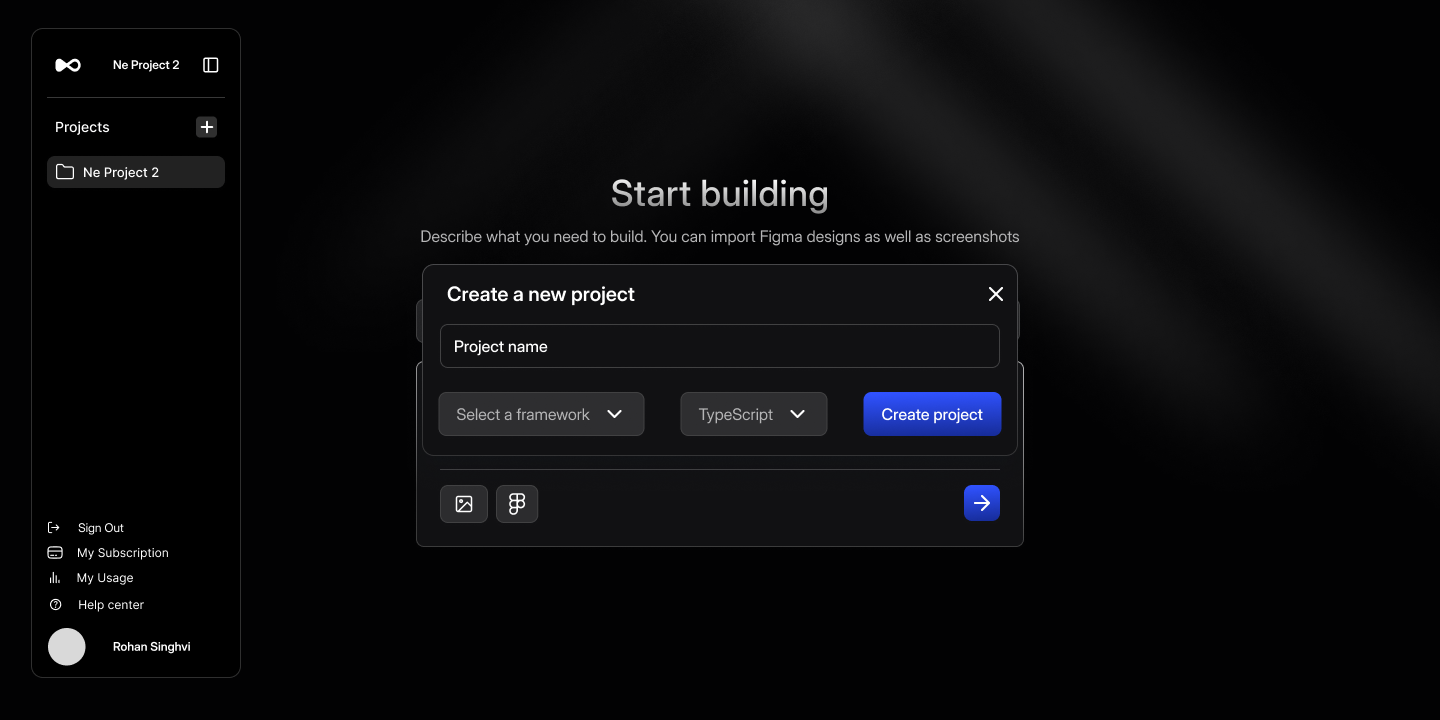 Ne Project 2
Projects
Ne Project 2
Sign Out
My Subscription
My Usage
Help center
Rohan Singhvi
Start building
Describe what you need to build. You can import Figma designs as well as screenshots
Create a new project
Project name
Select a framework
TypeScript
Create project